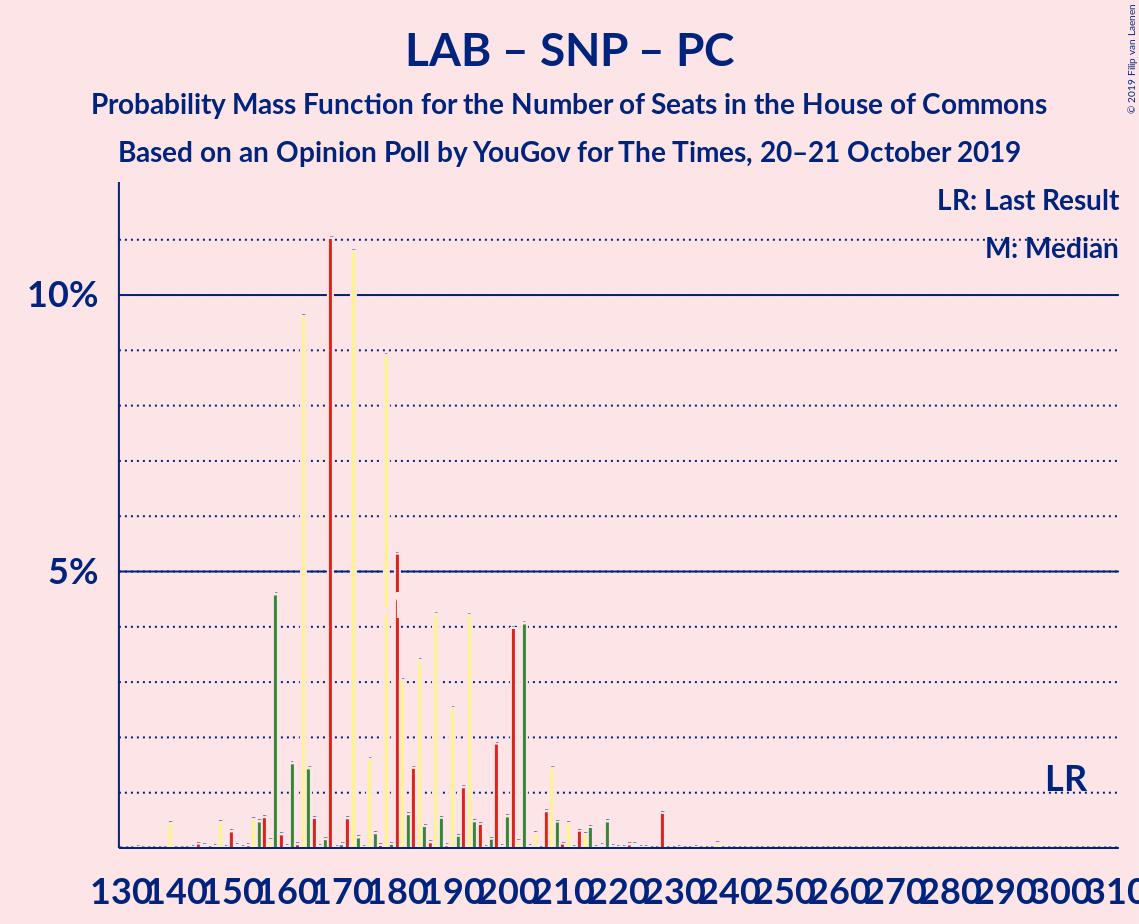 LAB – SNP – PC
Probability Mass Function for the Number of Seats in the House of Commons
Based on an Opinion Poll by YouGov for The Times, 20–21 October 2019
© 2019 Filip van Laenen
LR: Last Result
M: Median
10%
5%
LR
130 140 150 160 170 180 190 200 210 220 230 240 250 260 270 280 290 300 310